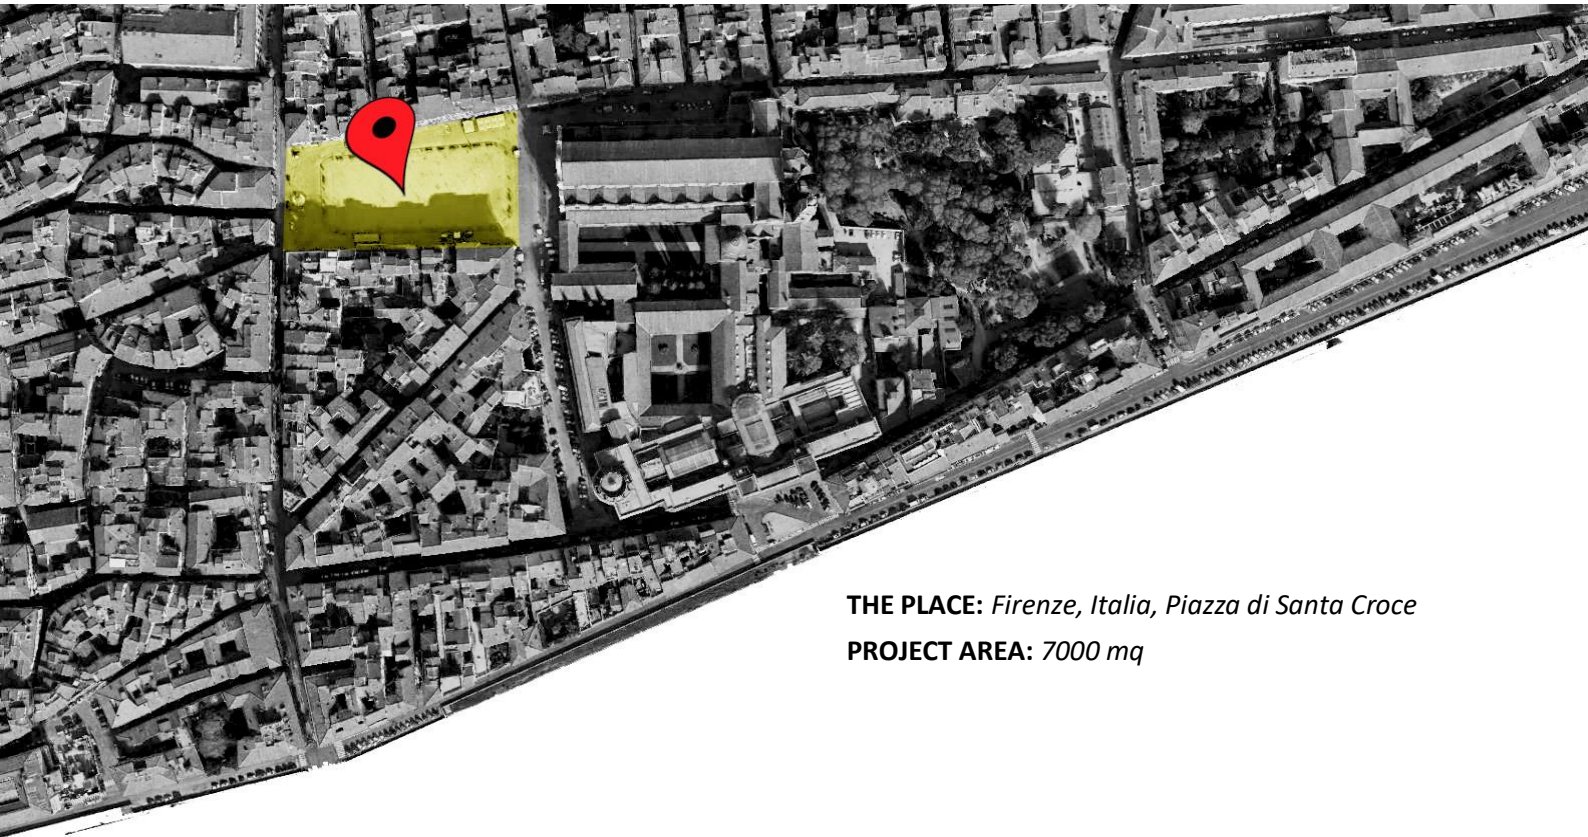 THE PLACE: Firenze, Italia, Piazza di Santa Croce
PROJECT AREA: 7000 mq